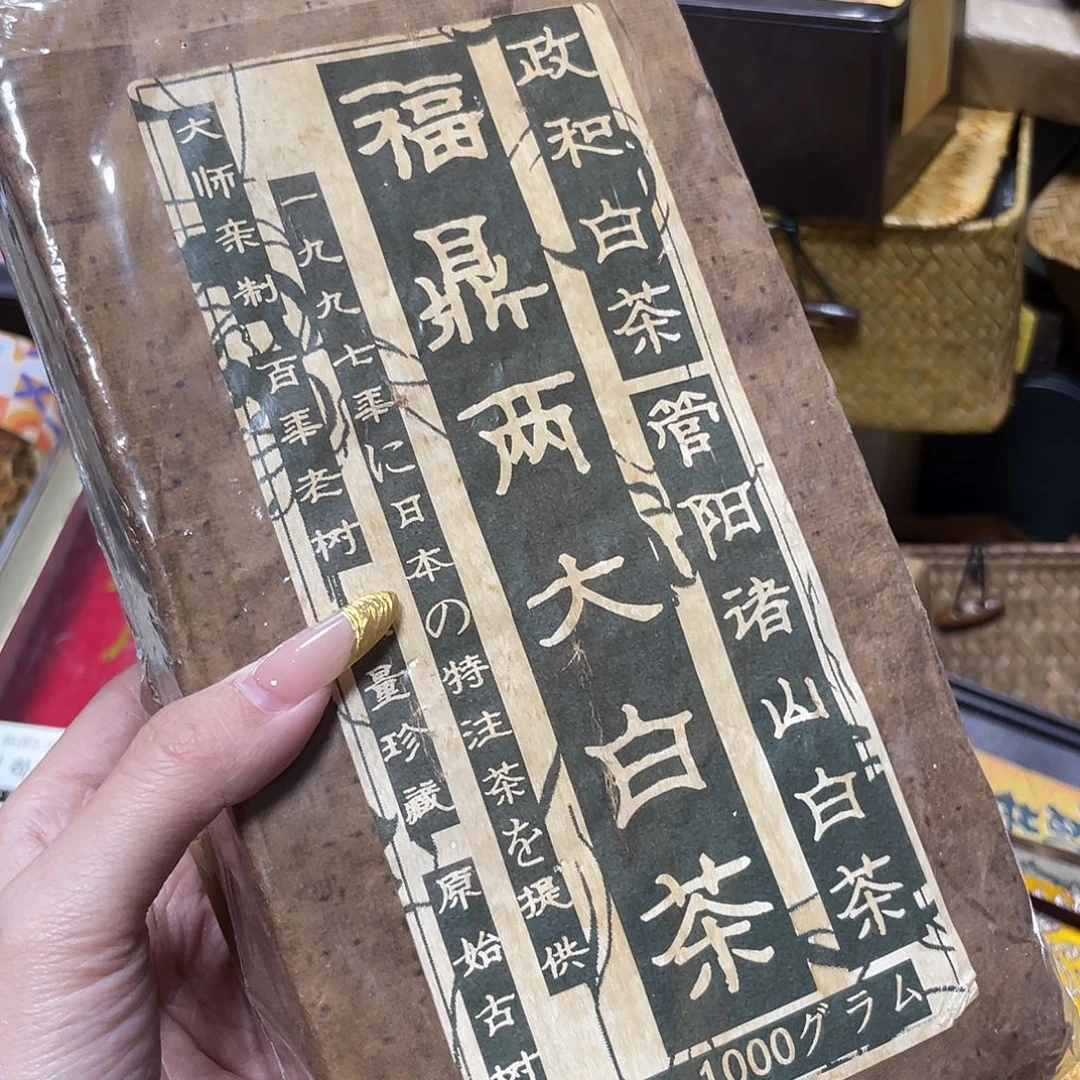 政和白茶 管阳诸山白茶
福鼎两大白茶
一九九七年に日本の特注茶を提供
大师亲制 百年老树
量珍藏 原始古树
1000グラム